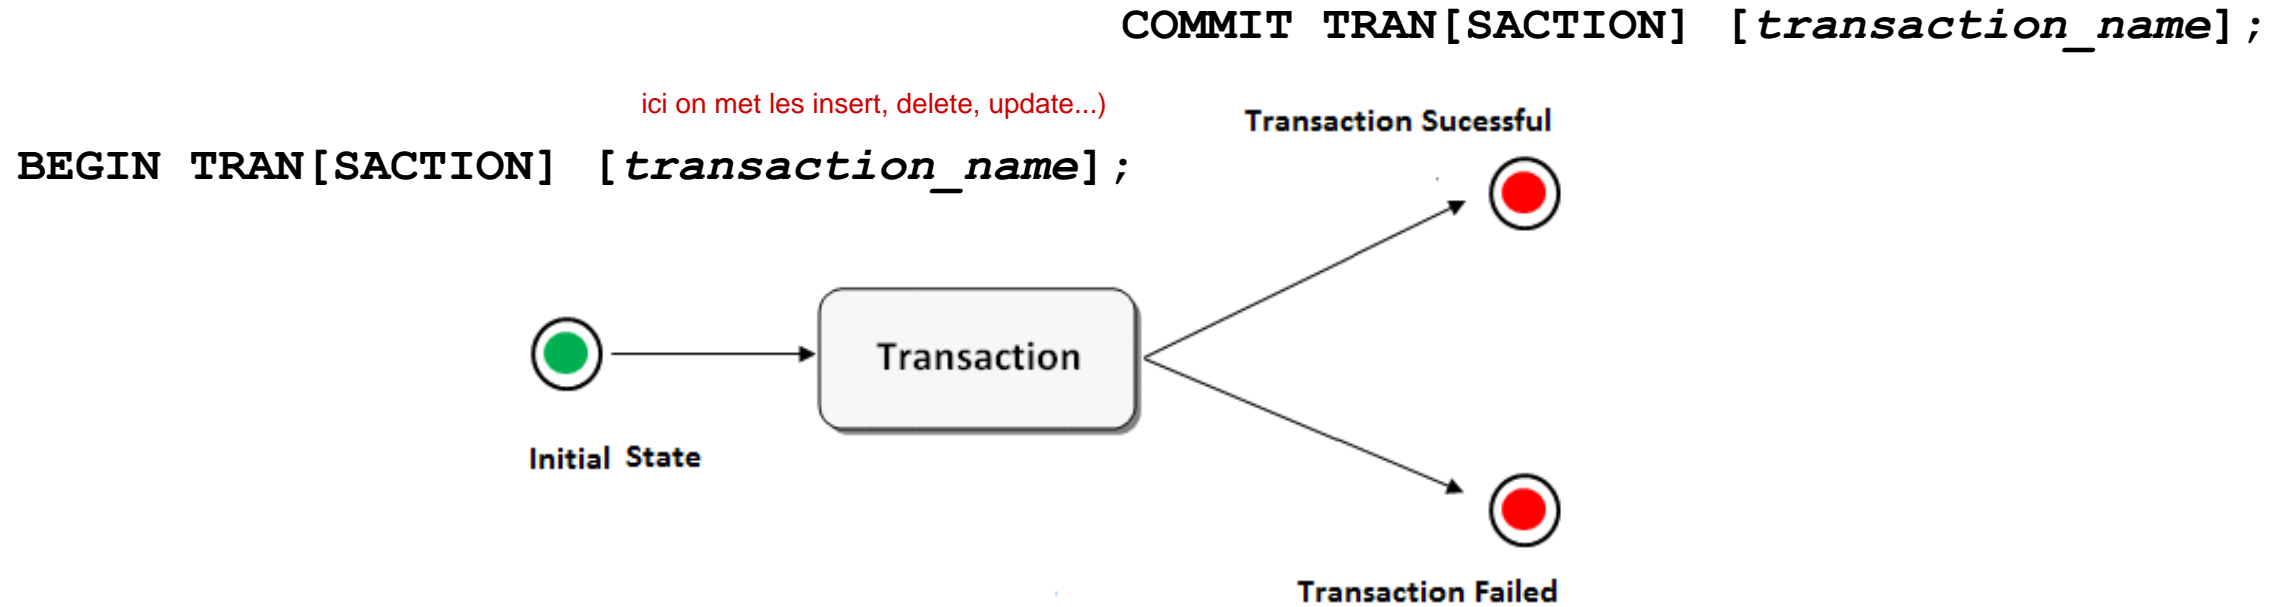 COMMIT TRAN[SACTION] [transaction_name];
ici on met les insert, delete, update...)
Transaction Sucessful
BEGIN TRAN[SACTION] [transaction_name];
Transaction
Initial State
Transaction Failed